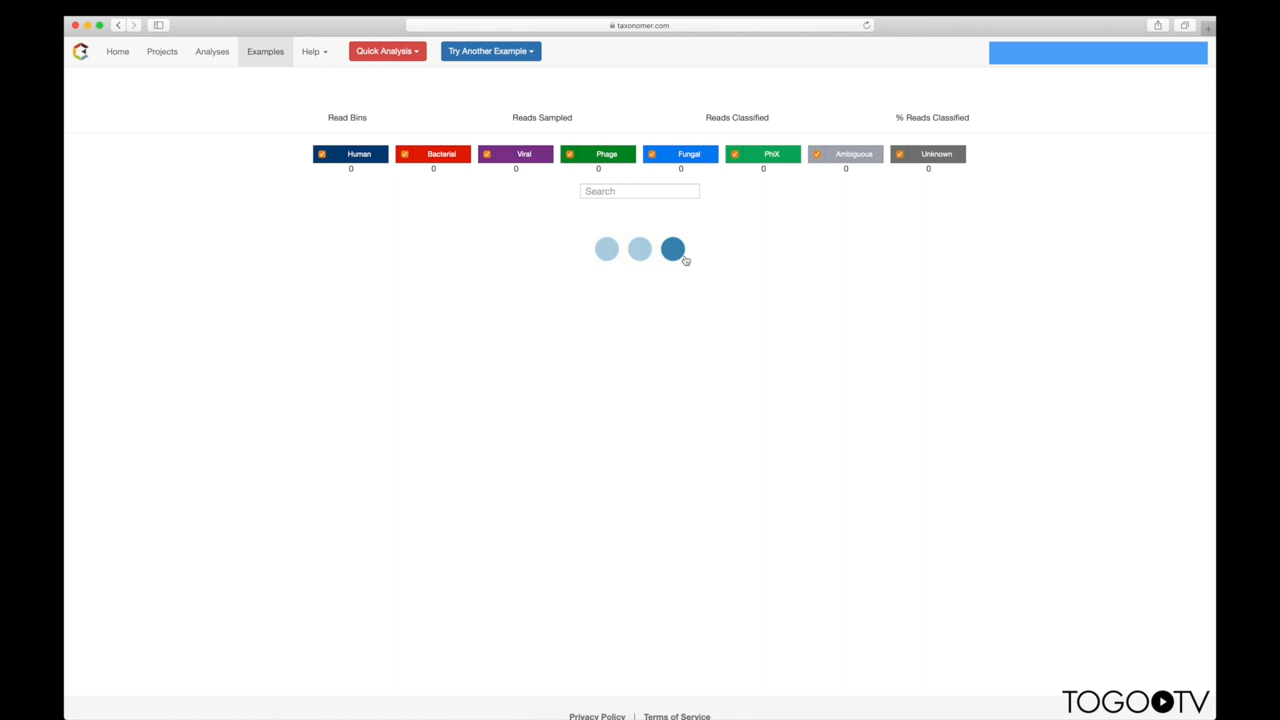 taxonomer.com
Home Projects Analyses Examples Help Quick Analysis Try Another Example
Read Bins Reads Sampled Reads Classified % Reads Classified
Human Bacterial Viral Phage Fungal PhiX Ambiguous Unknown
0 0 0 0 0 0 0 0
Search
Privacy Policy | Terms of Service
TOGOTV